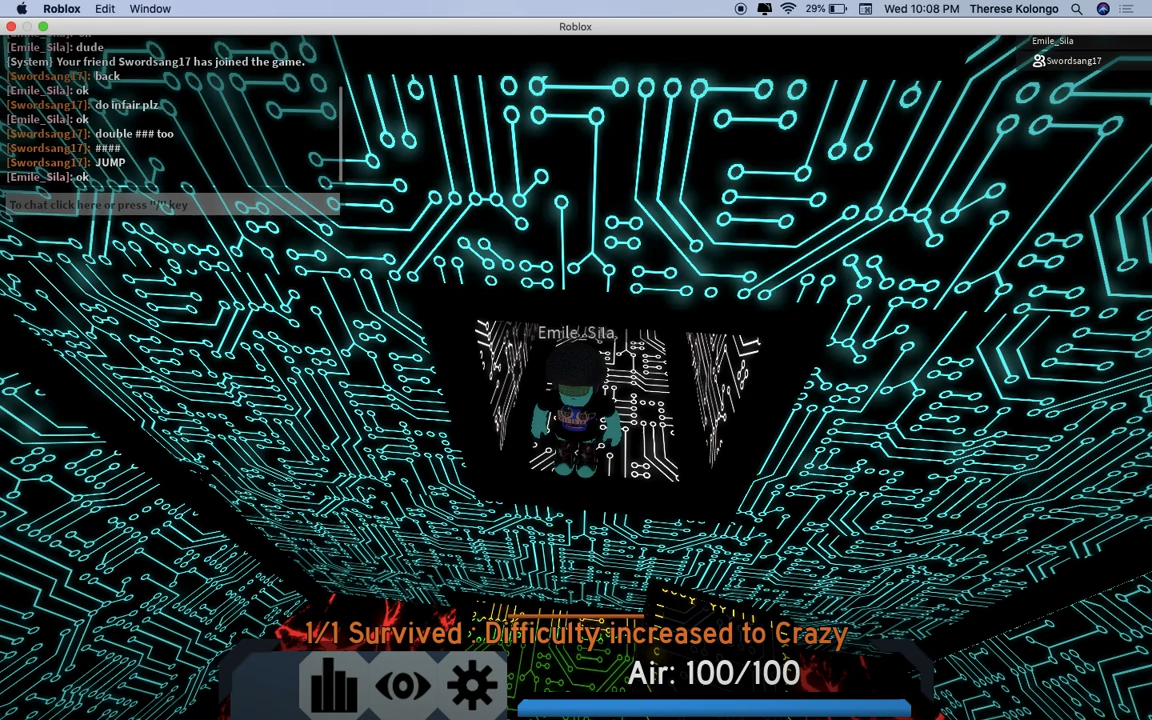 Roblox Edit Window 29% Wed 10:08 PM Therese Kolongo
Roblox
[Emile_Sila]: dude
[System] Your friend Swordsang17 has joined the game.
[Swordsang17]: back
[Emile_Sila]: ok
[Swordsang17]: do infair plz
[Emile_Sila]: ok
[Swordsang17]: double ### too
[Swordsang17]: ####
[Swordsang17]: JUMP
[Emile_Sila]: ok
To chat click here or press "/" key
Emile_Sila
Swordsang17
Emile_Sila
1/1 Survived Difficulty increased to Crazy
Air: 100/100